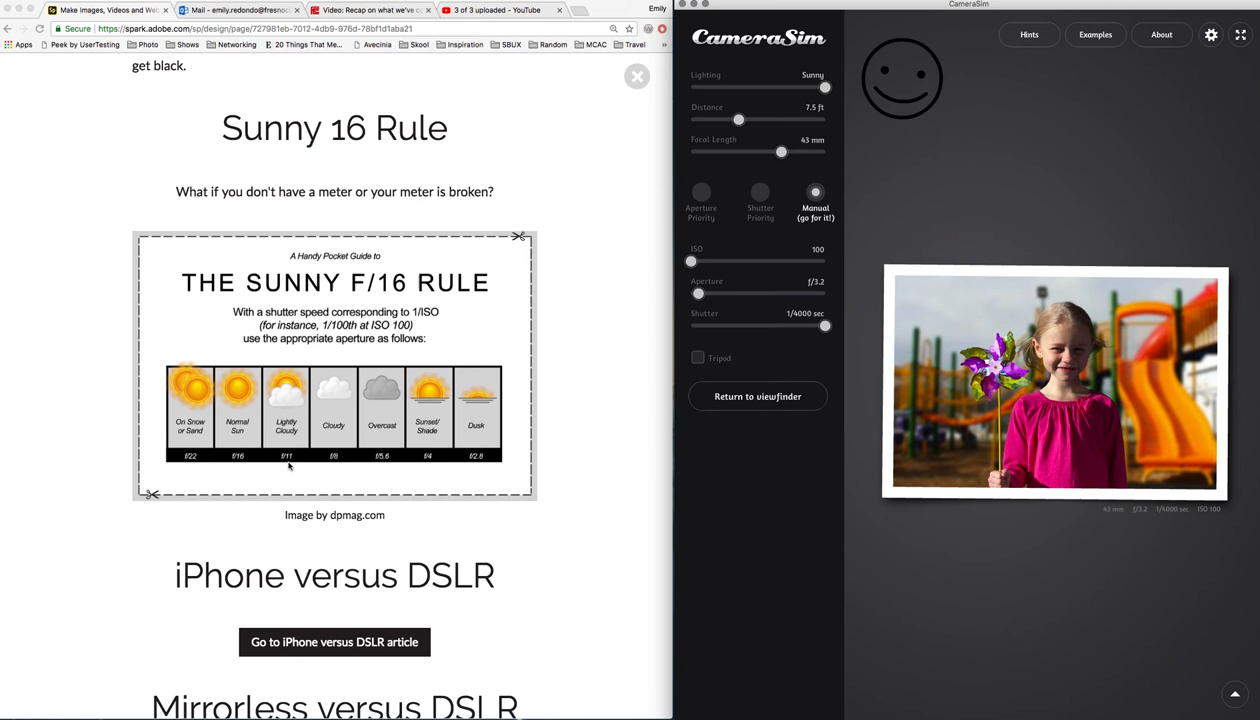 Make images, Videos and Web
Mail - emily.redondo@fresnoc
Video: Recap on what we've c
3 of 3 uploaded - YouTube
Emily
Secure
https://spark.adobe.com/sp/design/page/727981eb-7012-4db9-976d-78bf1d1aba21
Apps
Peek by UserTesting
Photo
Shows
Networking
20 Things That Me...
Avecinia
Skool
Inspiration
SBUX
Random
MCAC
Travel
»
get black.
Sunny 16 Rule
What if you don't have a meter or your meter is broken?
A Handy Pocket Guide to
THE SUNNY F/16 RULE
With a shutter speed corresponding to 1/ISO
(for instance, 1/100th at ISO 100)
use the appropriate aperture as follows:
On Snow or Sand
Normal Sun
Lightly Cloudy
Cloudy
Overcast
Sunset/ Shade
Dusk
f/22
f/16
f/11
f/8
f/5.6
f/4
f/2.8
Image by dpmag.com
iPhone versus DSLR
Go to iPhone versus DSLR article
Mirrorless versus DSLR
CameraSim
CameraSim
Hints
Examples
About
Lighting
Sunny
Distance
7.5 ft
Focal Length
43 mm
Aperture Priority
Shutter Priority
Manual (go for it!)
ISO
100
Aperture
ƒ/3.2
Shutter
1/4000 sec
Tripod
Return to viewfinder
43 mm ƒ/3.2 1/4000 sec ISO 100